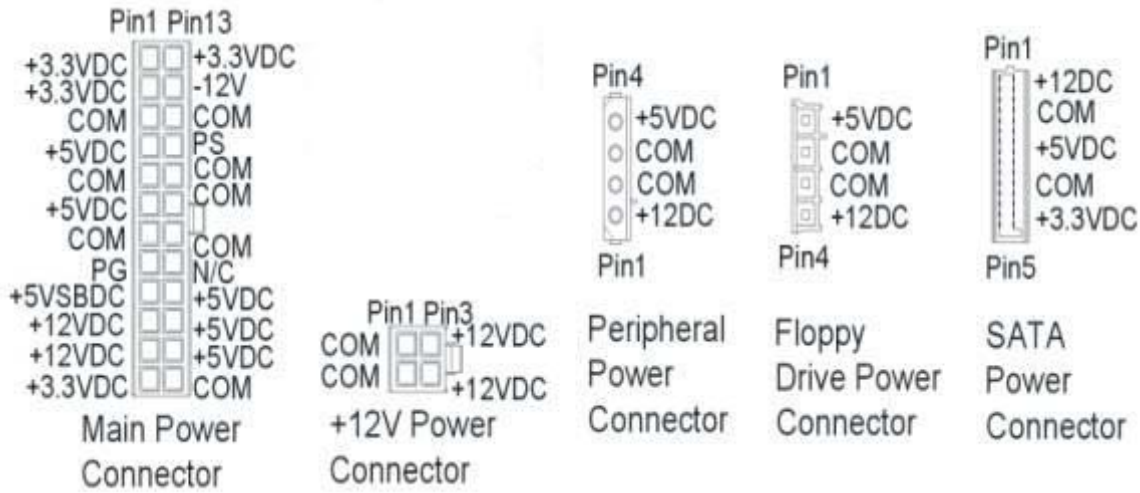 Pin1 Pin13
+3.3VDC +3.3VDC
+3.3VDC -12V
COM COM
+5VDC PS
COM COM
+5VDC COM
COM COM
PG N/C
+5VSBDC +5VDC
+12VDC +5VDC
+12VDC +5VDC
+3.3VDC COM
Main Power
Connector
Pin1 Pin3
COM +12VDC
COM +12VDC
+12V Power
Connector
Pin4
+5VDC
COM
COM
+12DC
Pin1
Peripheral
Power
Connector
Pin1
+5VDC
COM
COM
+12DC
Pin4
Floppy
Drive Power
Connector
Pin1
+12DC
COM
+5VDC
COM
+3.3VDC
Pin5
SATA
Power
Connector